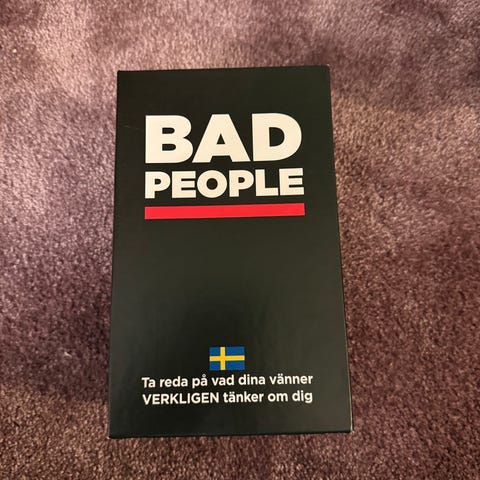 BAD
PEOPLE
Ta reda på vad dina vänner
VERKLIGEN tänker om dig